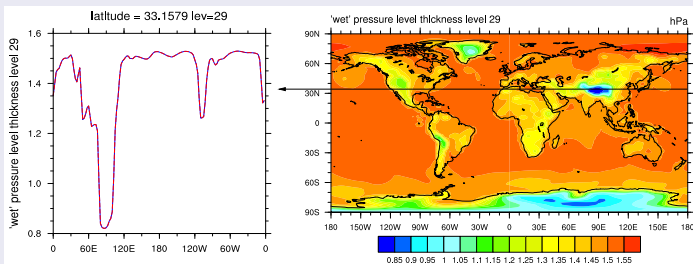 latitude = 33.1579 lev=29
'wet' pressure level thickness level 29
1.6
1.4
1.2
1.0
0.8
0 60E 120E 120W 60W 0
'wet' pressure level thickness level 29 hPa
90N
60N
30N
0
30S
60S
90S
180 150W 120W 90W 60W 30W 0 30E 60E 90E 120E 150E 180
0.85 0.9 0.95 1 1.05 1.1 1.15 1.2 1.25 1.3 1.35 1.4 1.45 1.5 1.55